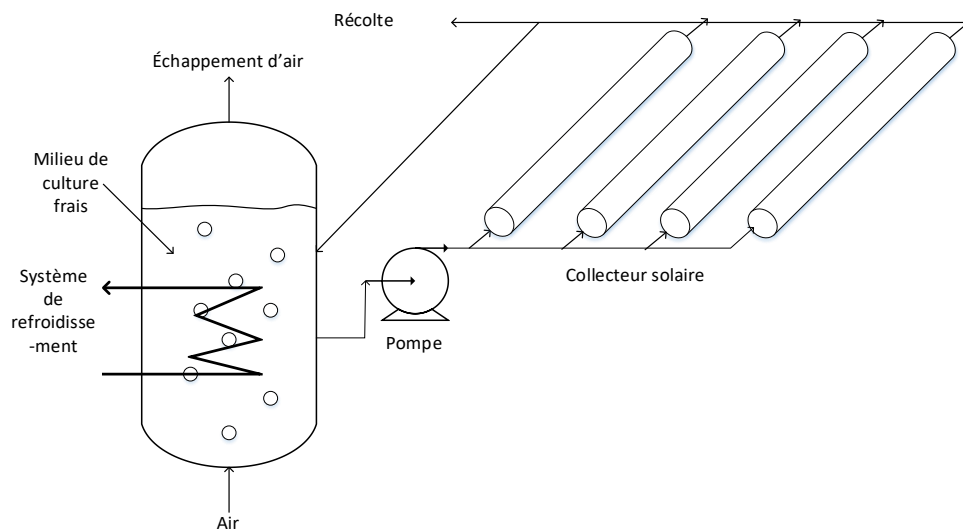 Récolte
Échappement d’air
Milieu de
culture
frais
Système
de
refroidisse
-ment
Collecteur solaire
Pompe
Air